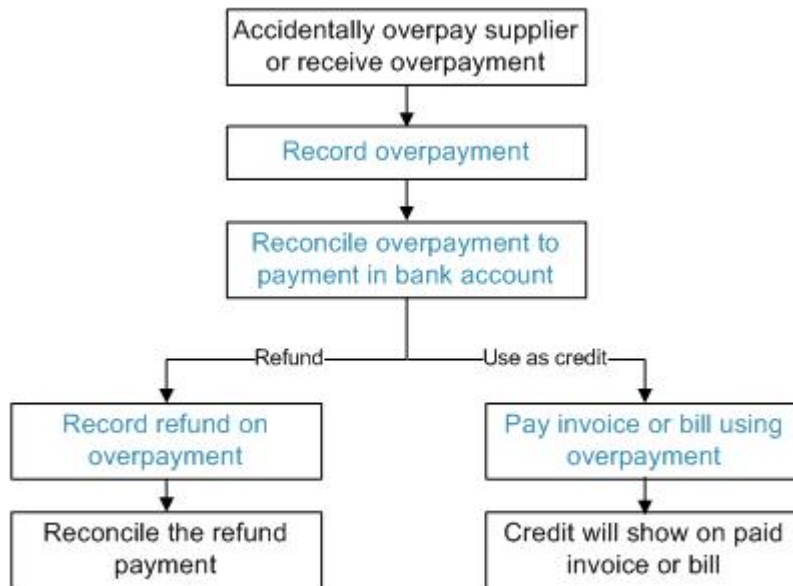 Accidentally overpay supplier
or receive overpayment
Record overpayment
Reconcile overpayment to
payment in bank account
Refund
Use as credit
Record refund on
overpayment
Pay invoice or bill using
overpayment
Reconcile the refund
payment
Credit will show on paid
invoice or bill